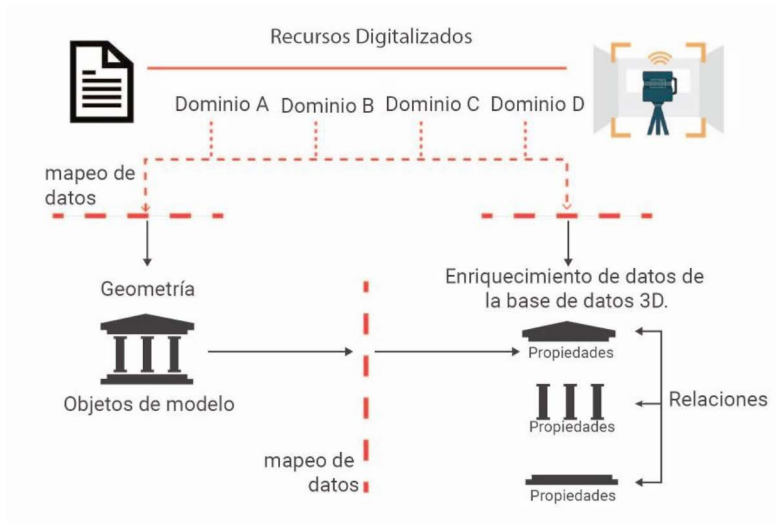 Recursos Digitalizados
Dominio A
Dominio B
Dominio C
Dominio D
mapeo de
datos
Geometría
Objetos de modelo
Enriquecimiento de datos de
la base de datos 3D.
Propiedades
Propiedades
Propiedades
Relaciones
mapeo de
datos